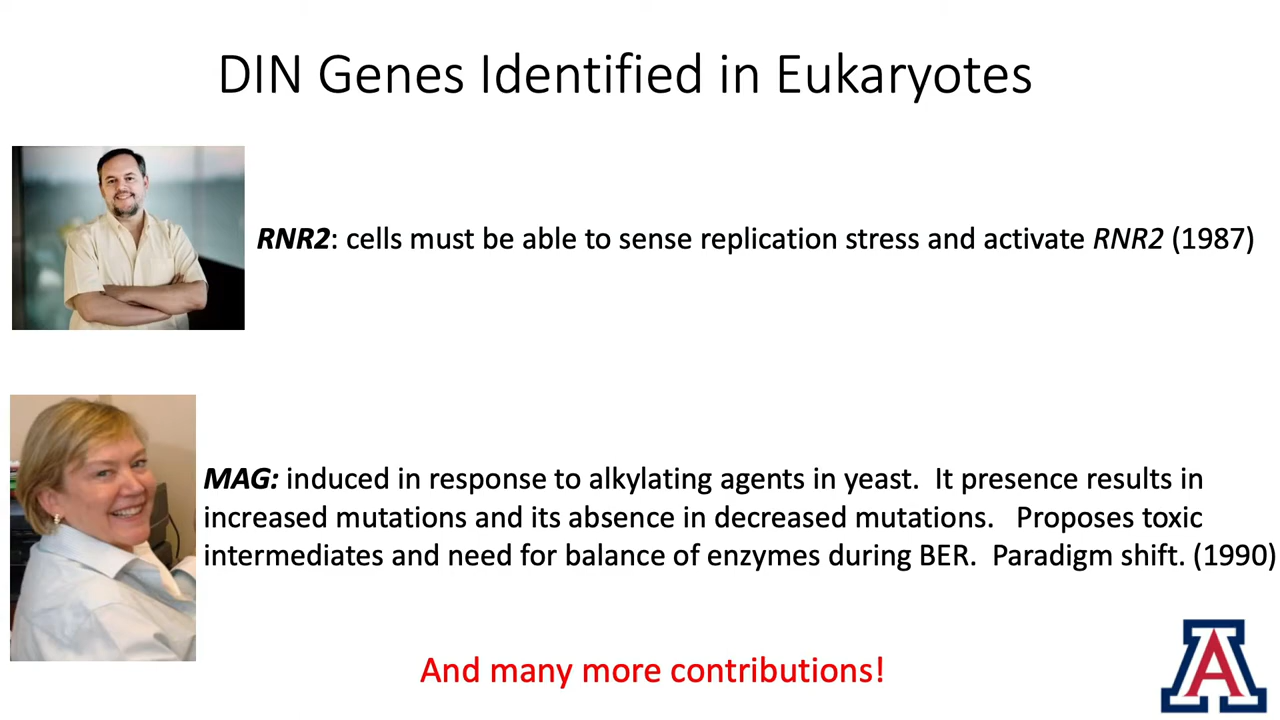 DIN Genes Identified in Eukaryotes
RNR2: cells must be able to sense replication stress and activate RNR2 (1987)
MAG: induced in response to alkylating agents in yeast.  It presence results in
increased mutations and its absence in decreased mutations.   Proposes toxic
intermediates and need for balance of enzymes during BER.  Paradigm shift. (1990)
And many more contributions!
A